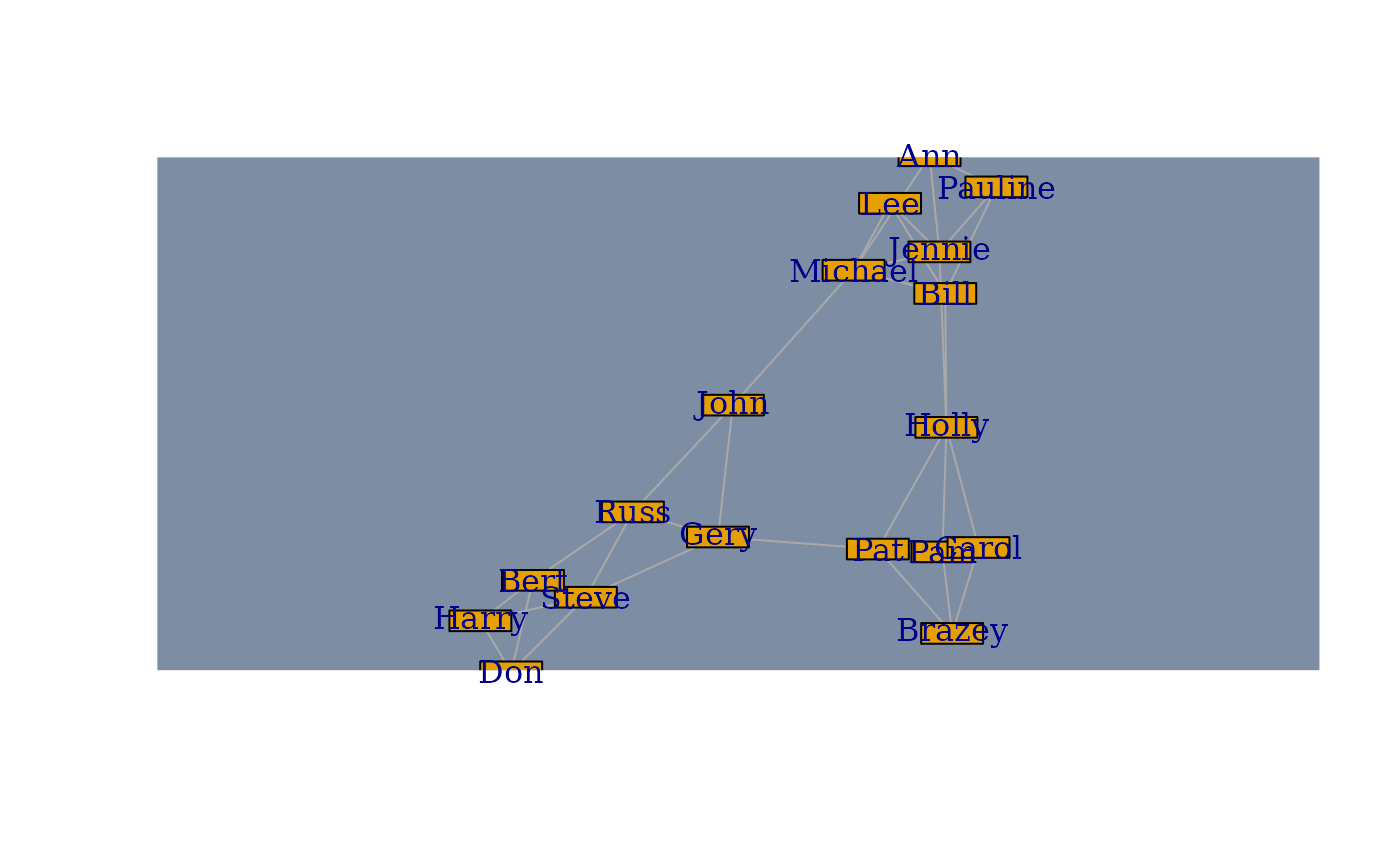 Ann
Pauline
Lee
Jennie
Michael
Bill
John
Holly
Russ
Gery
Pat
Pam
Carol
Bert
Steve
Harry
Brazey
Don